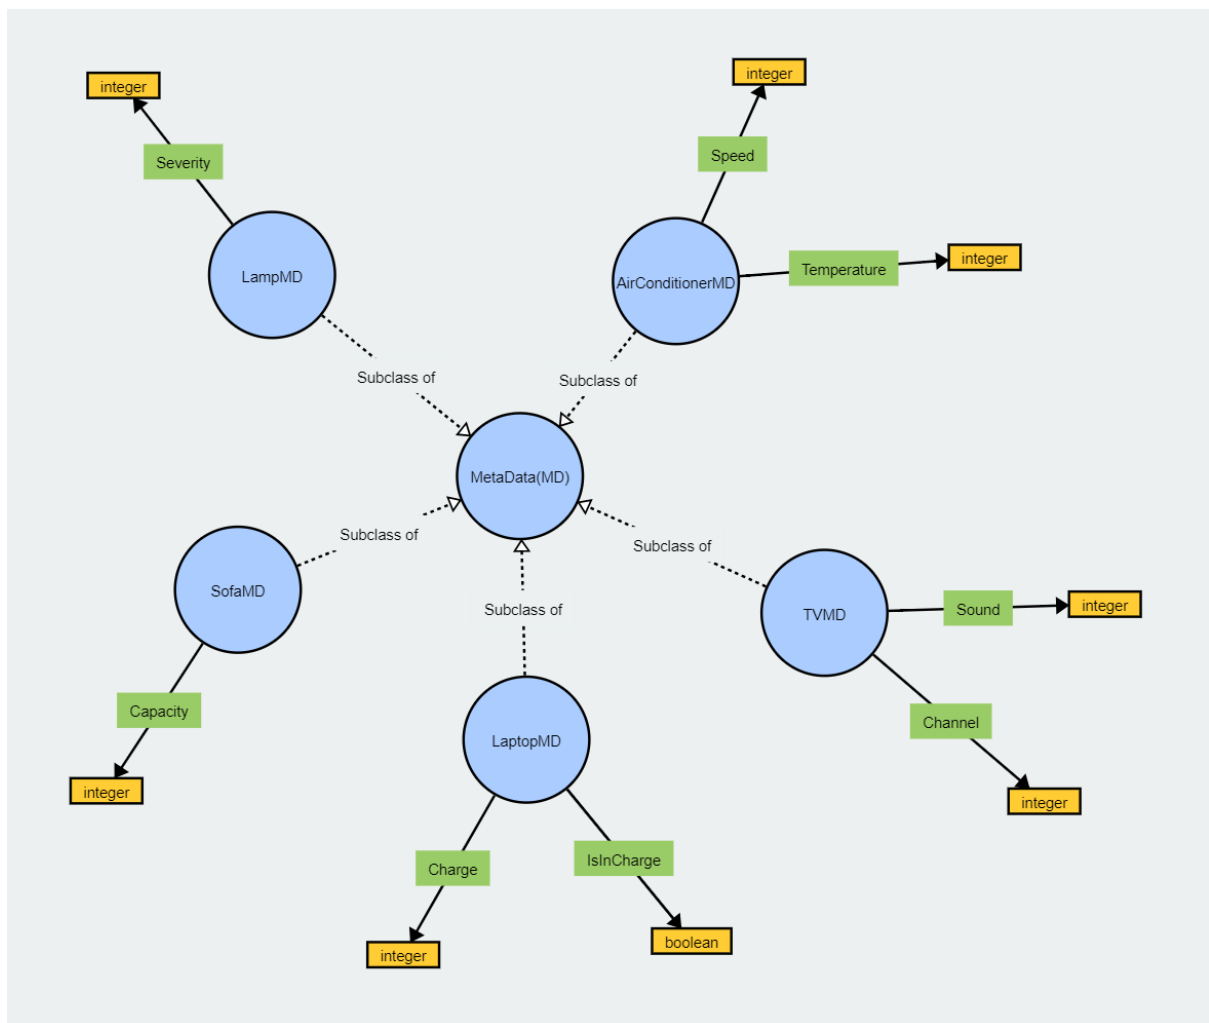 integer
integer
Speed
Severity
Temperature
integer
LampMD
AirConditionerMD
Subclass of
Subclass of
MetaData(MD)
Subclass of
Subclass of
SofaMD
Subclass of
TVMD
Sound
integer
Capacity
LaptopMD
Channel
integer
integer
Charge
IsInCharge
integer
boolean